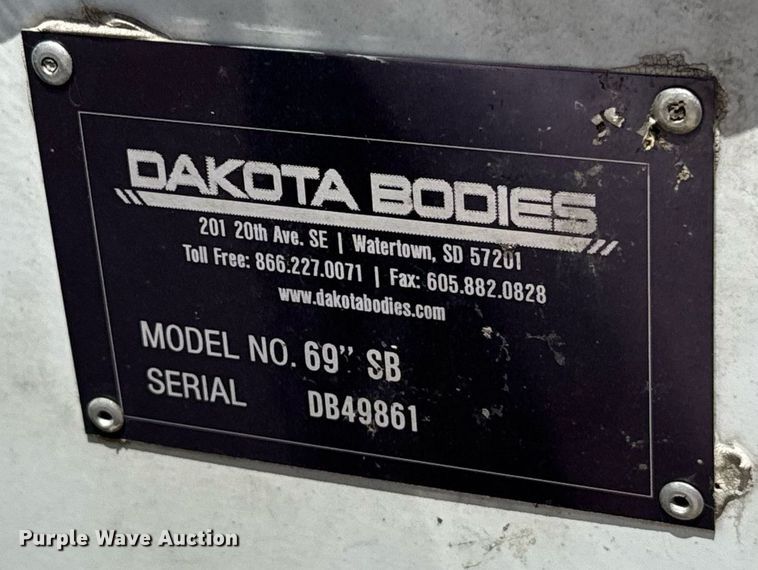 DAKOTA BODIES
201 20th Ave. SE | Watertown, SD 57201
Toll Free: 866.227.0071 | Fax: 605.882.0828
www.dakotabodies.com
MODEL NO. 69" SB
SERIAL DB49861
Purple Wave Auction